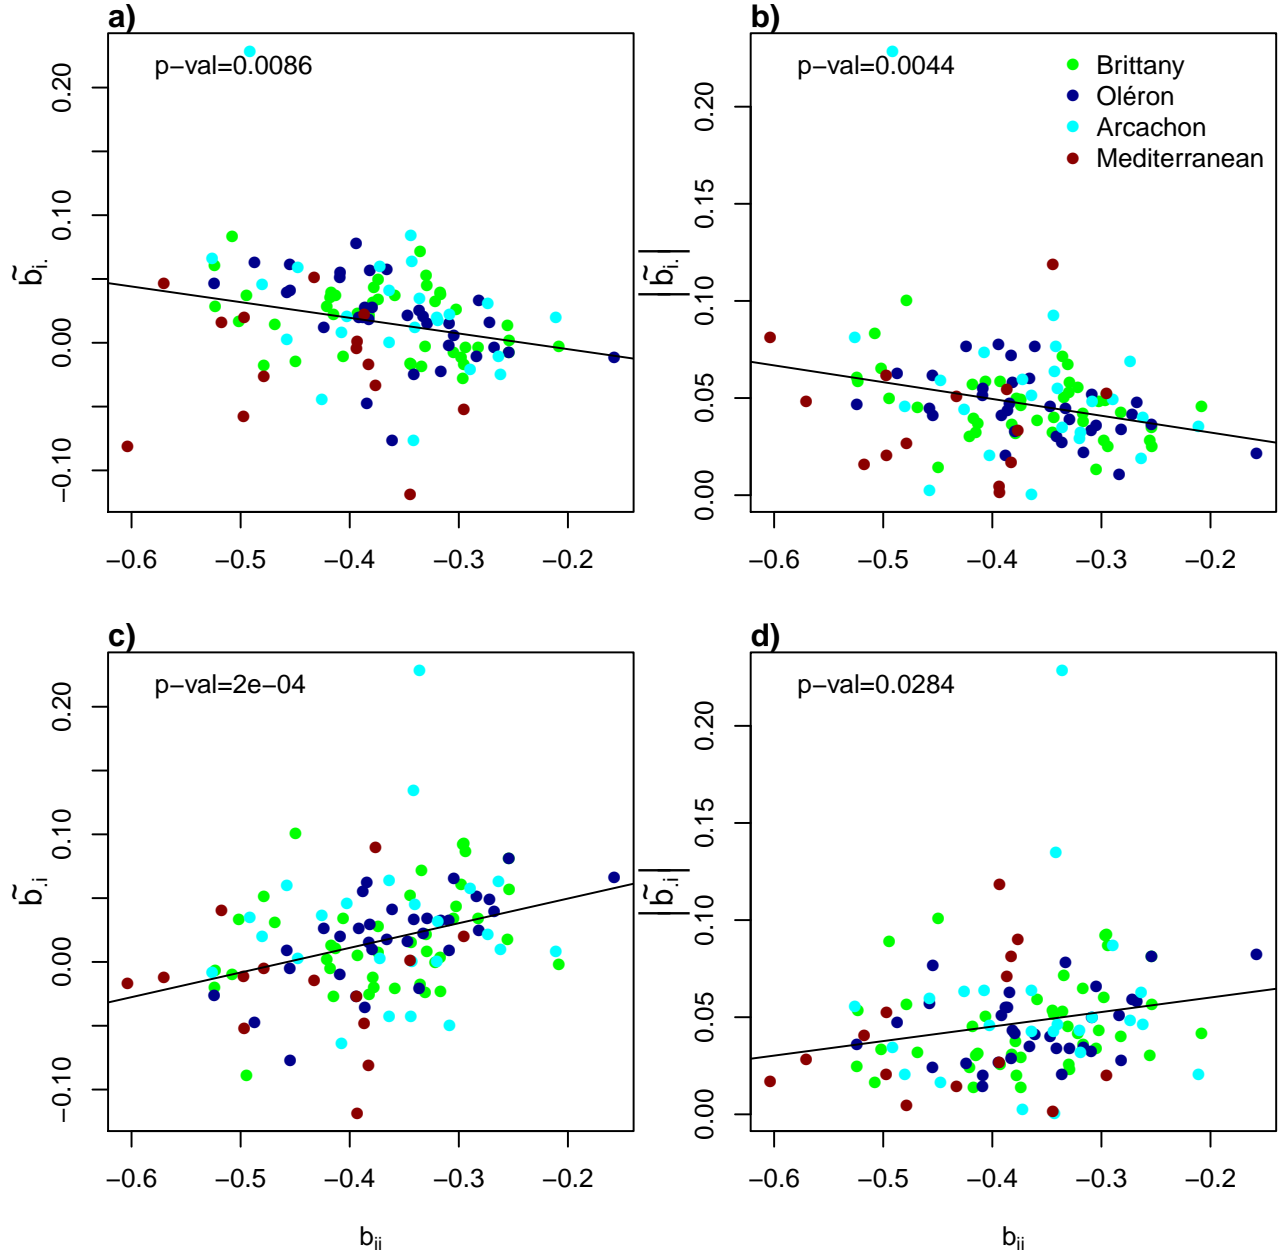 a)
p−val=0.0086
0.20
0.10
0.00
−0.10
b̃i.
−0.6 −0.5 −0.4 −0.3 −0.2
b)
p−val=0.0044
Brittany
Oléron
Arcachon
Mediterranean
0.20
0.15
0.10
0.05
0.00
|b̃i.|
−0.6 −0.5 −0.4 −0.3 −0.2
c)
p−val=2e−04
0.20
0.10
0.00
−0.10
b̃.i
−0.6 −0.5 −0.4 −0.3 −0.2
bii
d)
p−val=0.0284
0.20
0.15
0.10
0.05
0.00
|b̃.i|
−0.6 −0.5 −0.4 −0.3 −0.2
bii